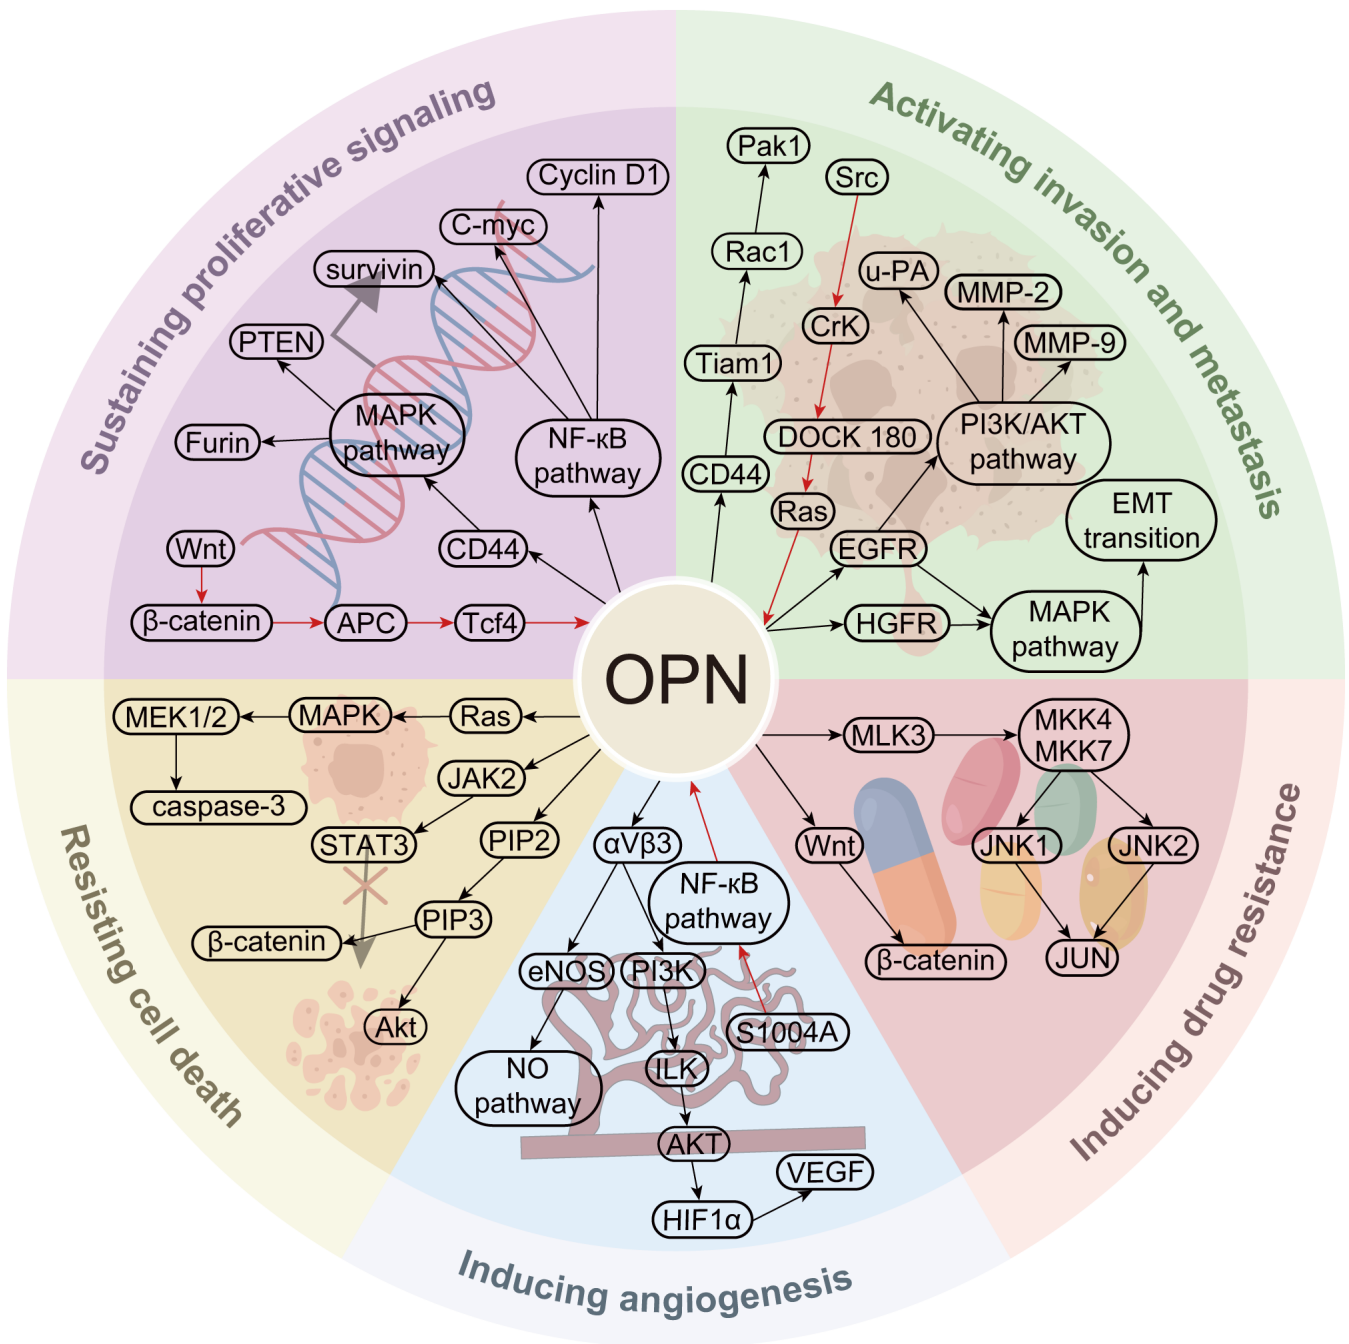 Sustaining proliferative signaling
Cyclin D1
C-myc
survivin
PTEN
MAPK
pathway
Furin
NF-κB
pathway
Wnt
CD44
β-catenin
APC
Tcf4
Activating invasion and metastasis
Pak1
Src
Rac1
u-PA
MMP-2
CrK
MMP-9
Tiam1
DOCK 180
PI3K/AKT
pathway
CD44
Ras
EMT
transition
EGFR
HGFR
MAPK
pathway
OPN
Resisting cell death
MEK1/2
MAPK
Ras
JAK2
caspase-3
STAT3
PIP2
PIP3
β-catenin
Akt
Inducing angiogenesis
αVβ3
NF-κB
pathway
eNOS
PI3K
S1004A
NO
pathway
ILK
AKT
VEGF
HIF1α
Inducing drug resistance
MLK3
MKK4
MKK7
Wnt
JNK1
JNK2
β-catenin
JUN